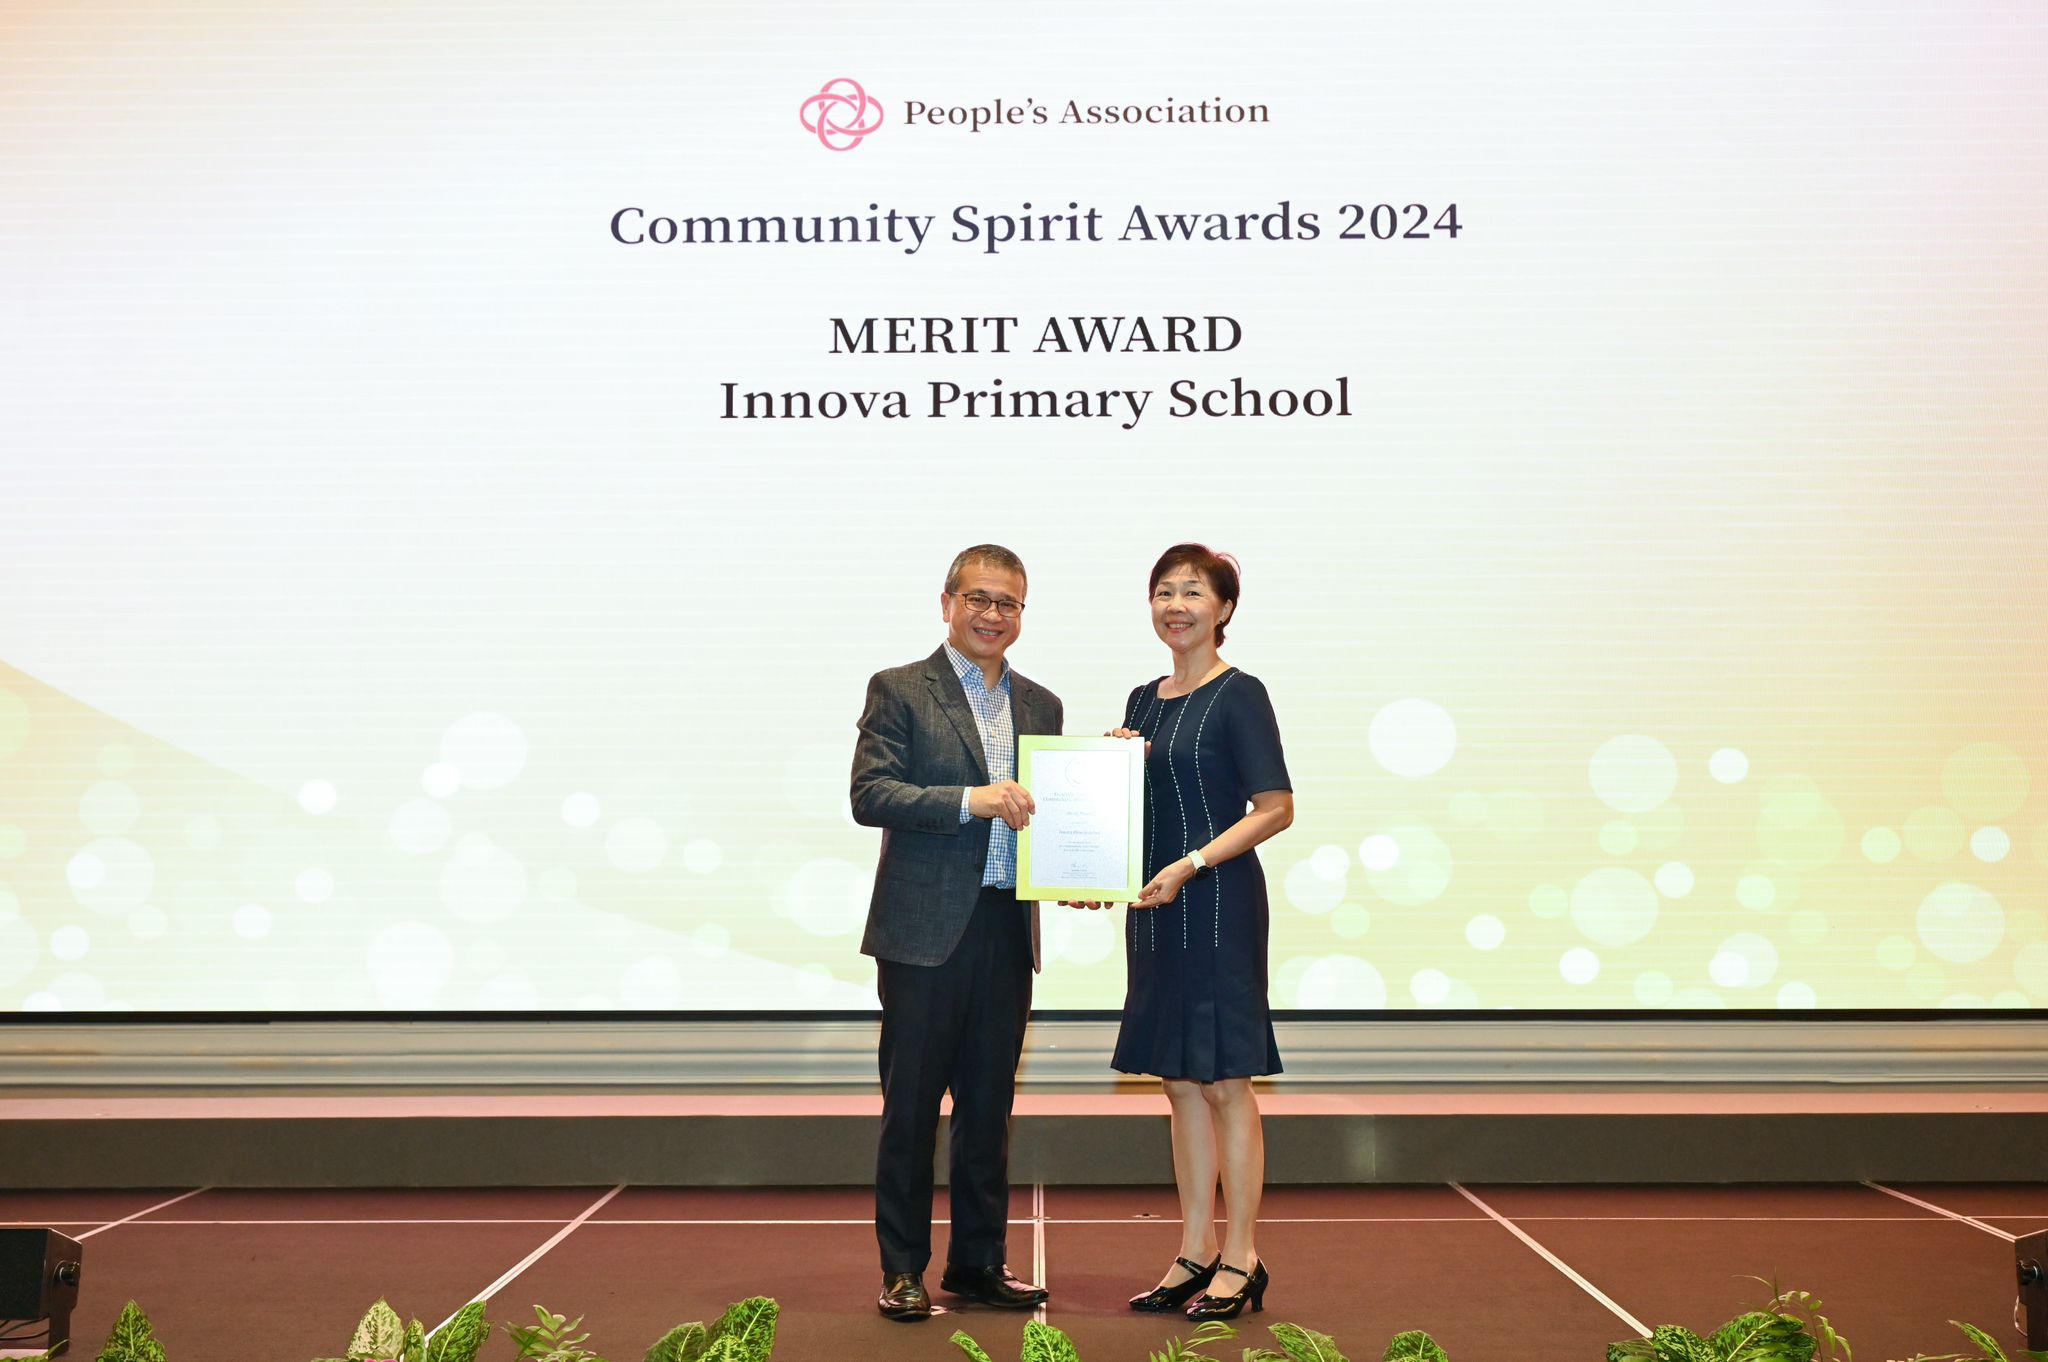 People's Association
Community Spirit Awards 2024
MERIT AWARD
Innova Primary School